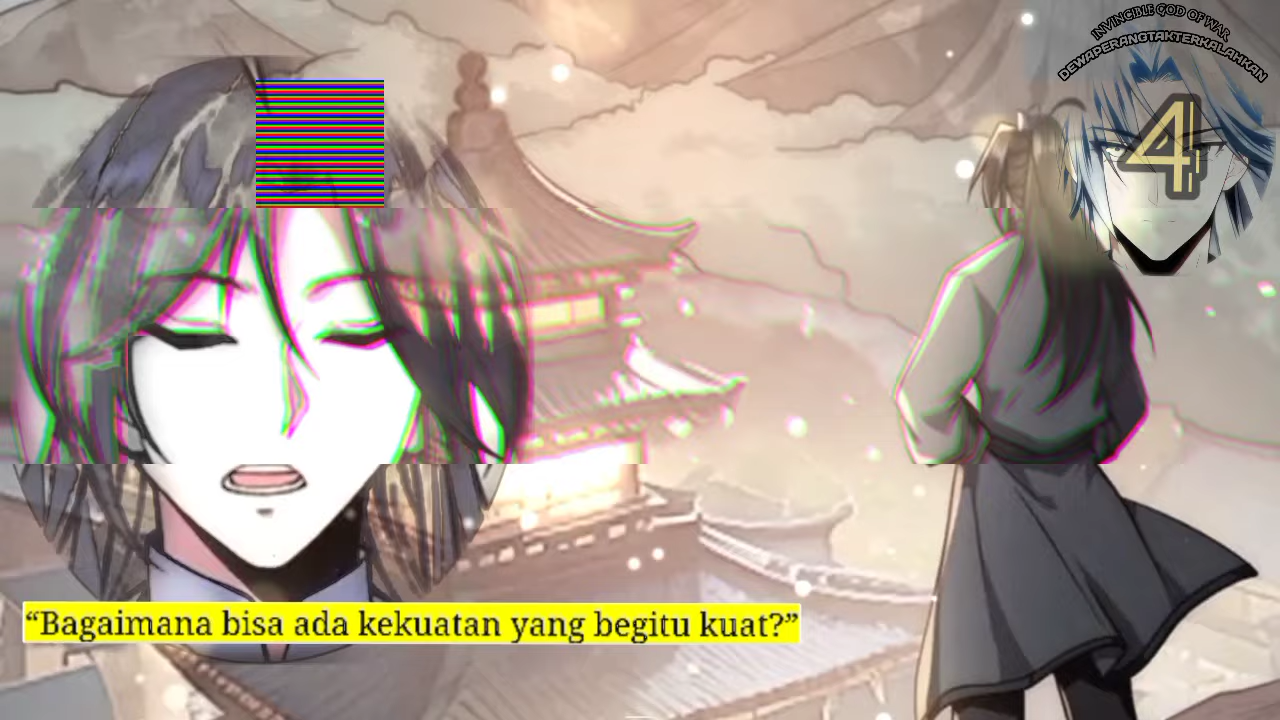 INVINCIBLE GOD OF WAR
DEWAPERANGTAKTERKALAHKAN
4
“Bagaimana bisa ada kekuatan yang begitu kuat?”